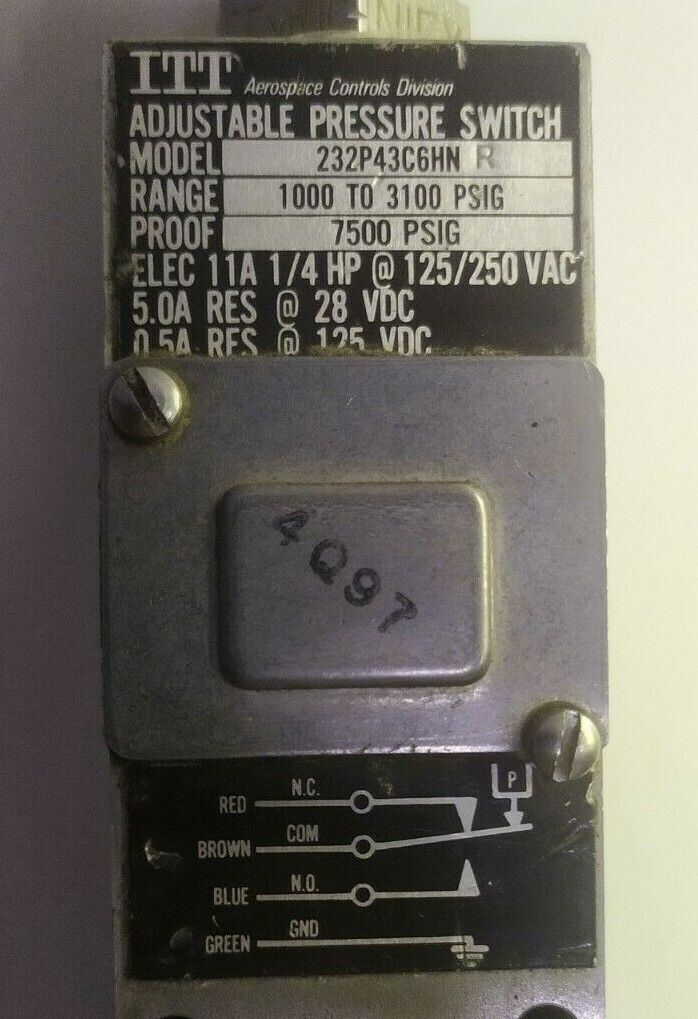 ITT Aerospace Controls Division
ADJUSTABLE PRESSURE SWITCH
MODEL 232P43C6HN R
RANGE 1000 TO 3100 PSIG
PROOF 7500 PSIG
ELEC 11A 1/4 HP @ 125/250 VAC
5.0A RES @ 28 VDC
0.5A RES @ 125 VDC
4Q97
P
RED N.C.
BROWN COM
BLUE N.O.
GREEN GND